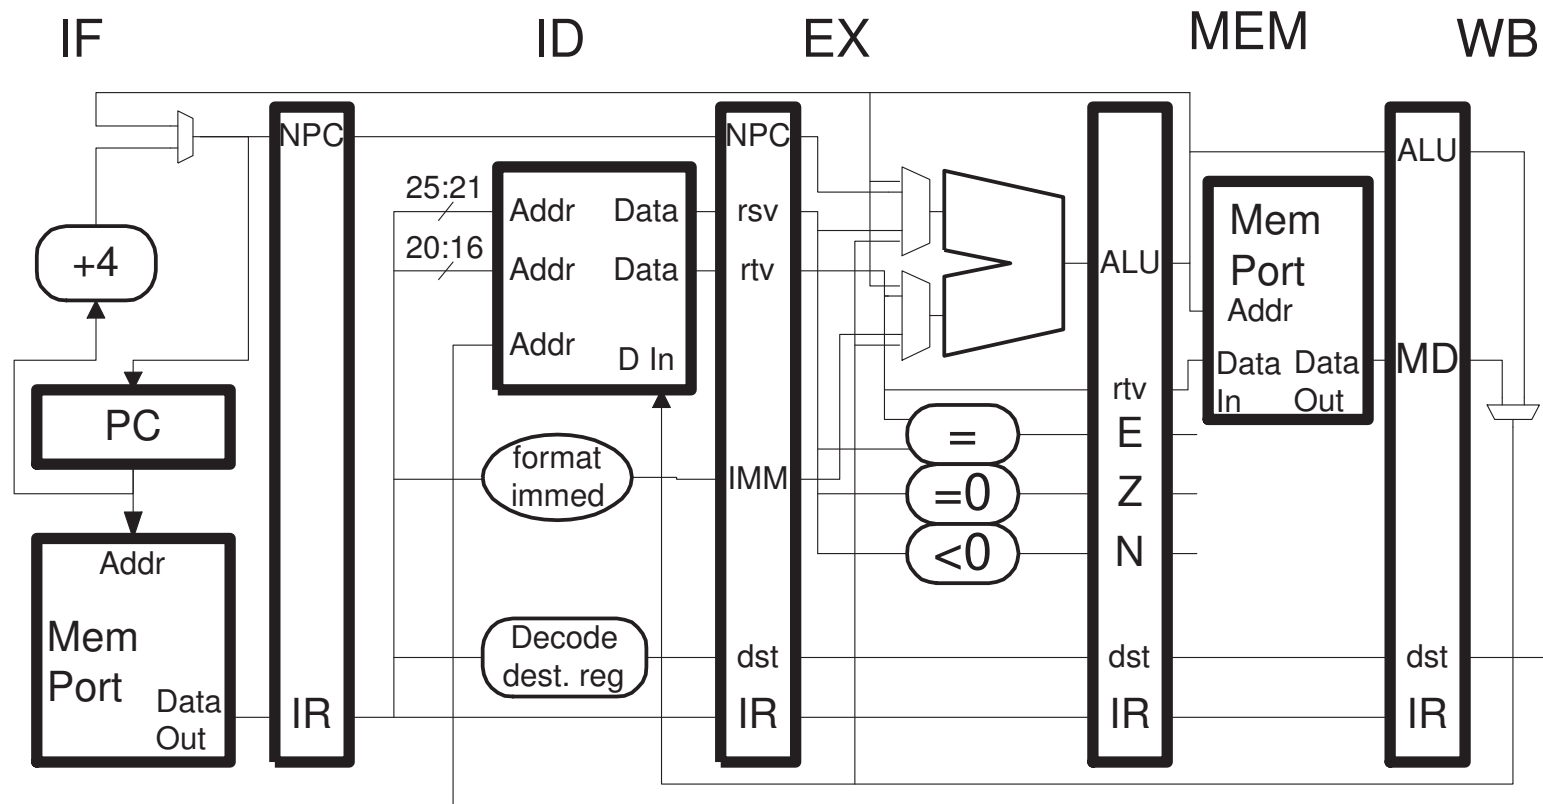 IF
ID
EX
MEM
WB
NPC
+4
PC
Addr
Mem
Port
Data
Out
IR
25:21
20:16
Addr
Data
Addr
Data
Addr
D In
format
immed
Decode
dest. reg
NPC
rsv
rtv
IMM
dst
IR
=
=0
<0
ALU
rtv
E
Z
N
dst
IR
Mem
Port
Addr
Data
In
Data
Out
ALU
MD
dst
IR